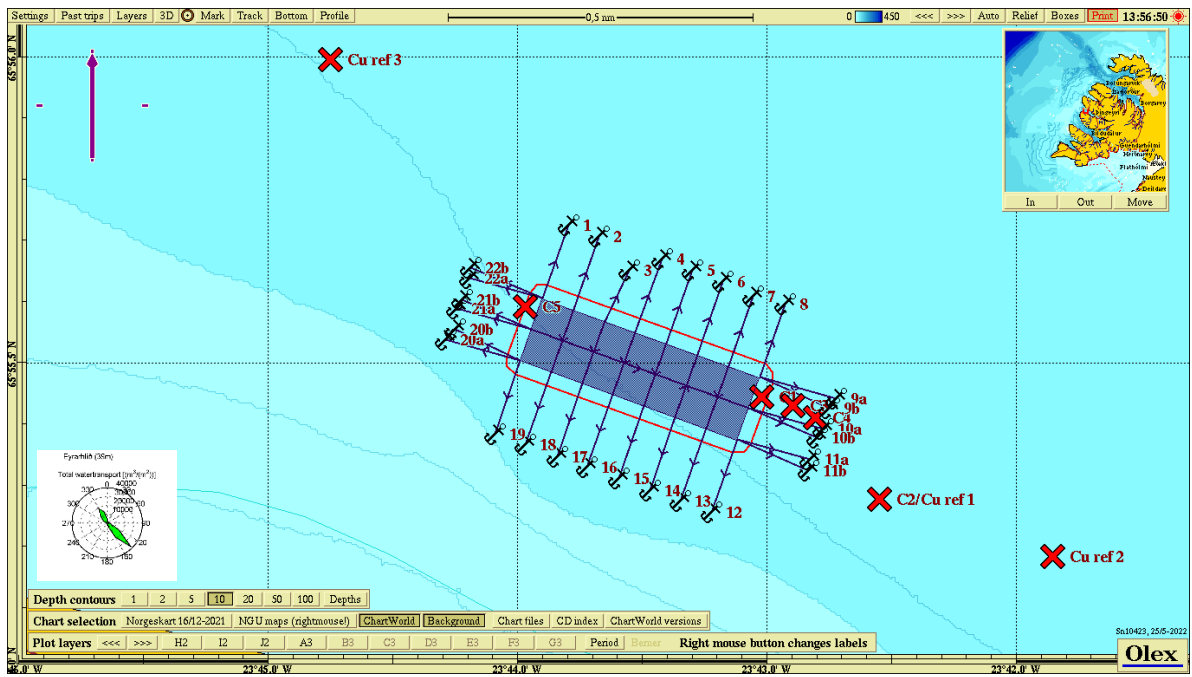 Settings Past trips Layers 3D Mark Track Bottom Profile 0,5 nm 0 450 <<< >>> Auto Relief Boxes Print 13:56:50
65°56.0' N
Cu ref 3
In Out Move
1
2
3 4 5 6 7 8
22b
22a
21b
21a
20b
20a
C5
65°55.5' N
C1
C4
9a
9b
10a
10b
11a
11b
19 18 17 16 15 14 13 12
C2/Cu ref 1
Cu ref 2
Eyrarhlíð (39m)
Total watertransport [(m³/(m²)]
Depth contours 1 2 5 10 20 50 100 Depths
Chart selection Norgeskart 16/12-2021 NGU maps (rightmouse!) ChartWorld Background Chart files CD index ChartWorld versions
Plot layers <<< >>> H2 I2 J2 A3 B3 C3 D3 E3 F3 G3 Period Berner Right mouse button changes labels
Sn10423, 25/5-2022
Olex
23°45.0' W 23°44.0' W 23°43.0' W 23°42.0' W